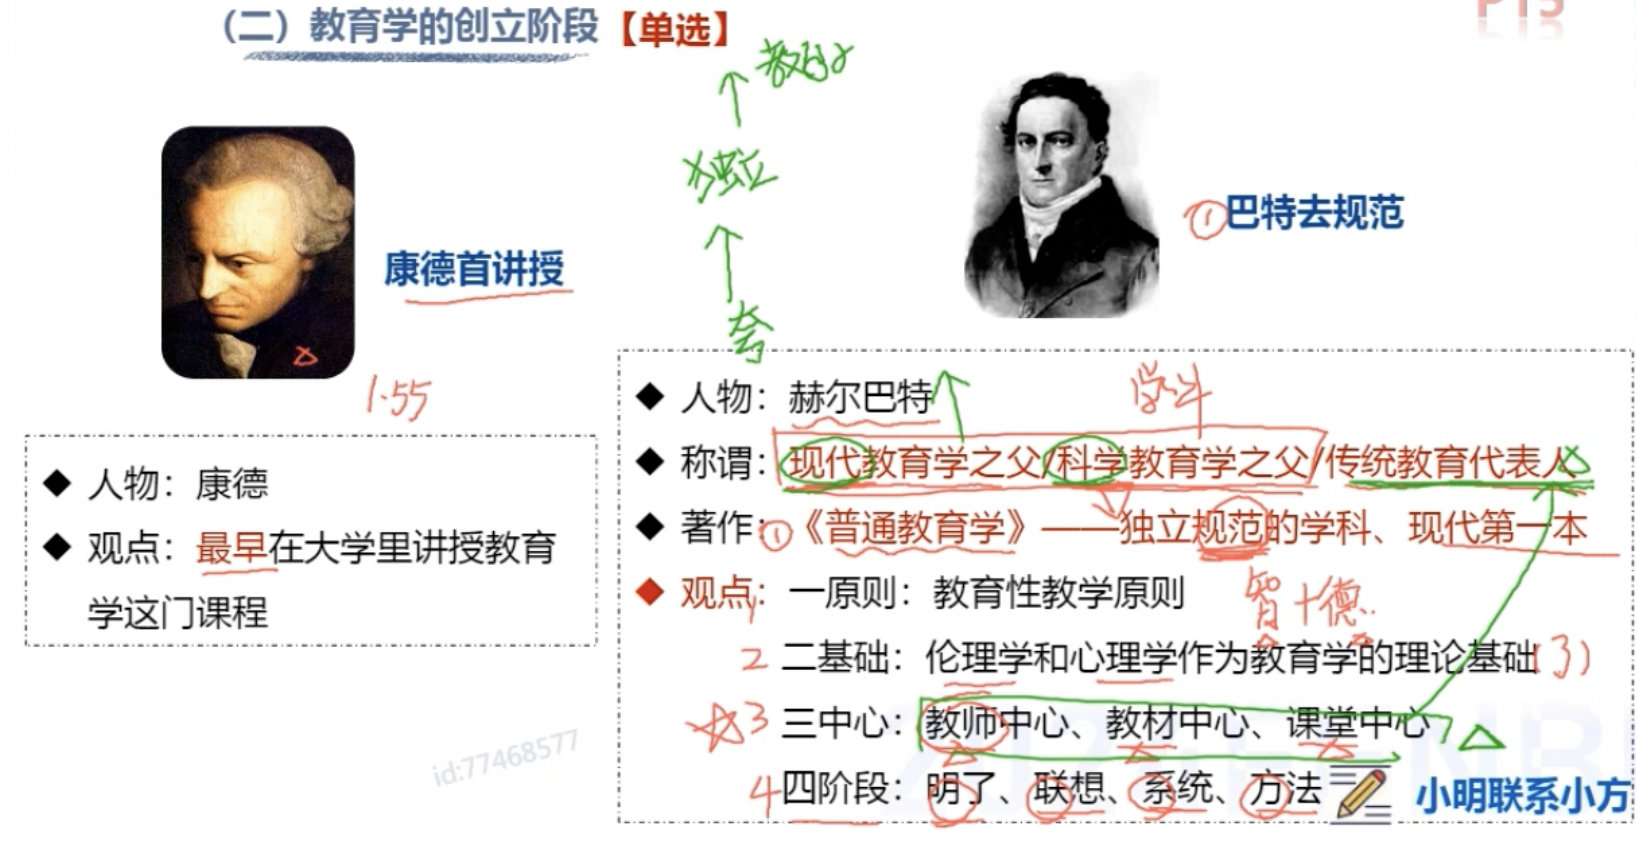 （二）教育学的创立阶段【单选】
独立
夸
康德首讲授
1.55
①巴特去规范
◆ 人物：康德
◆ 观点：最早在大学里讲授教育
学这门课程
◆ 人物：赫尔巴特
◆ 称谓：现代教育学之父/科学教育学之父/传统教育代表人
◆ 著作：①《普通教育学》——独立规范的学科、现代第一本
◆ 观点：一原则：教育性教学原则
智+德
2 二基础：伦理学和心理学作为教育学的理论基础(3)
3 三中心：教师中心、教材中心、课堂中心
4 四阶段：明了、联想、系统、方法
小明联系小方
id:77468577